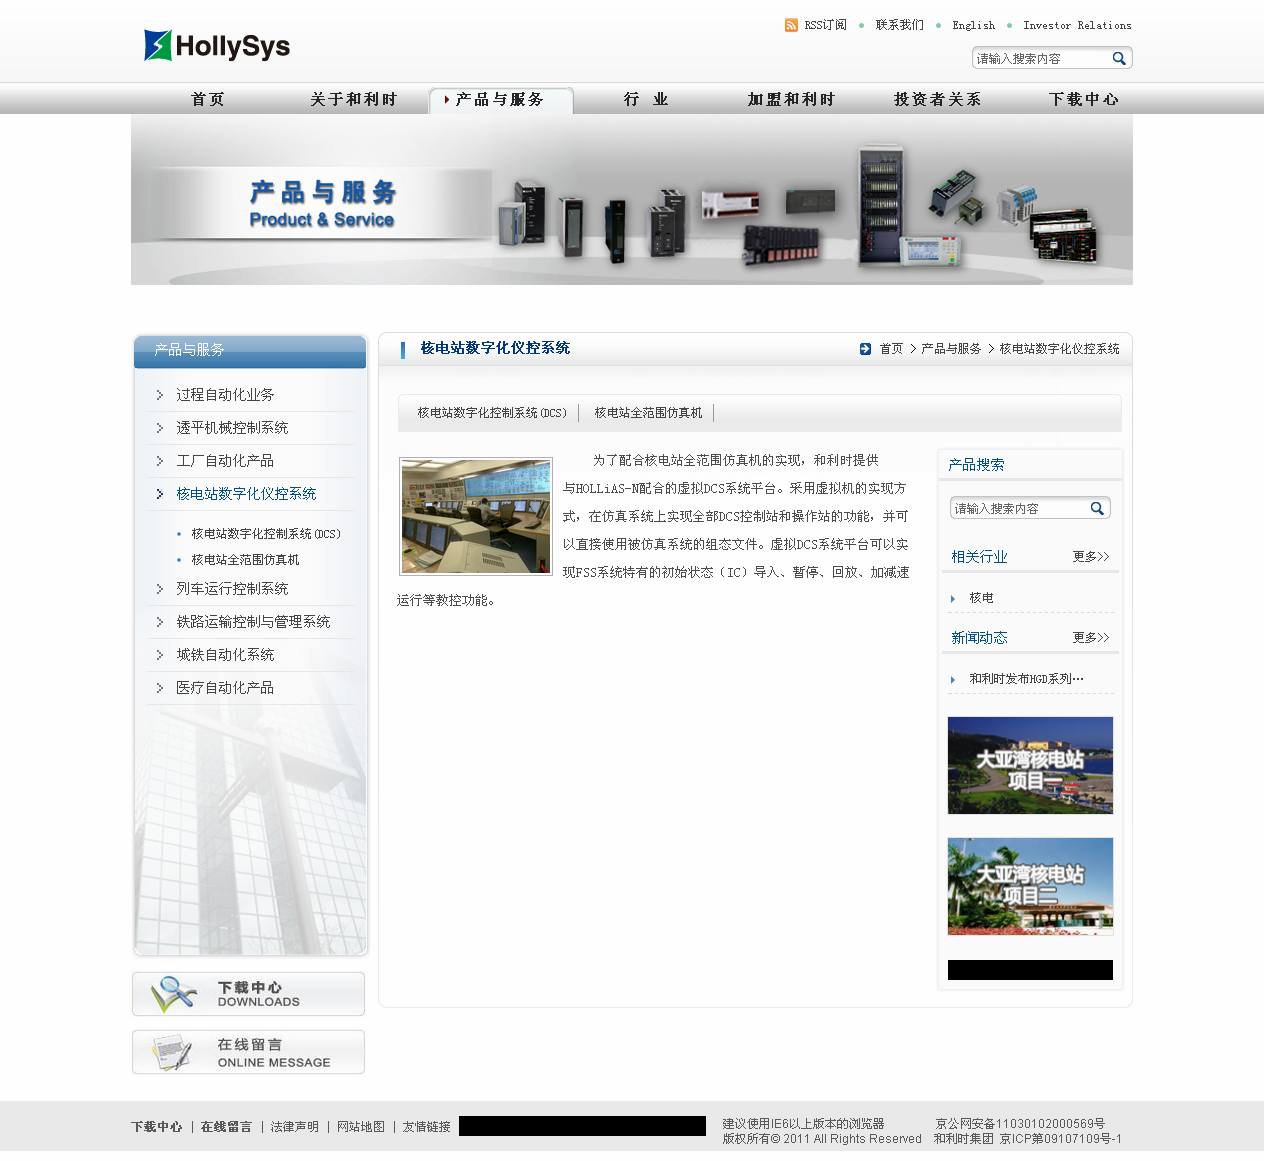 RSS订阅 联系我们 English Investor Relations
HollySys
请输入搜索内容
首页 关于和利时 产品与服务 行 业 加盟和利时 投资者关系 下载中心
产品与服务
Product & Service
产品与服务
核电站数字化仪控系统
首页 > 产品与服务 > 核电站数字化仪控系统
过程自动化业务
透平机械控制系统
工厂自动化产品
核电站数字化仪控系统
核电站数字化控制系统(DCS)
核电站全范围仿真机
列车运行控制系统
铁路运输控制与管理系统
城铁自动化系统
医疗自动化产品
下载中心
DOWNLOADS
在线留言
ONLINE MESSAGE
核电站数字化控制系统(DCS) 核电站全范围仿真机
为了配合核电站全范围仿真机的实现，和利时提供
与HOLLiAS-N配合的虚拟DCS系统平台。采用虚拟机的实现方
式，在仿真系统上实现全部DCS控制站和操作站的功能，并可
以直接使用被仿真系统的组态文件。虚拟DCS系统平台可以实
现FSS系统特有的初始状态（IC）导入、暂停、回放、加减速
运行等教控功能。
产品搜索
请输入搜索内容
相关行业 更多>>
核电
新闻动态 更多>>
和利时发布HGD系列…
大亚湾核电站
项目一
大亚湾核电站
项目二
下载中心 | 在线留言 | 法律声明 | 网站地图 | 友情链接
建议使用IE6以上版本的浏览器 京公网安备11030102000569号
版权所有© 2011 All Rights Reserved 和利时集团 京ICP第09107109号-1